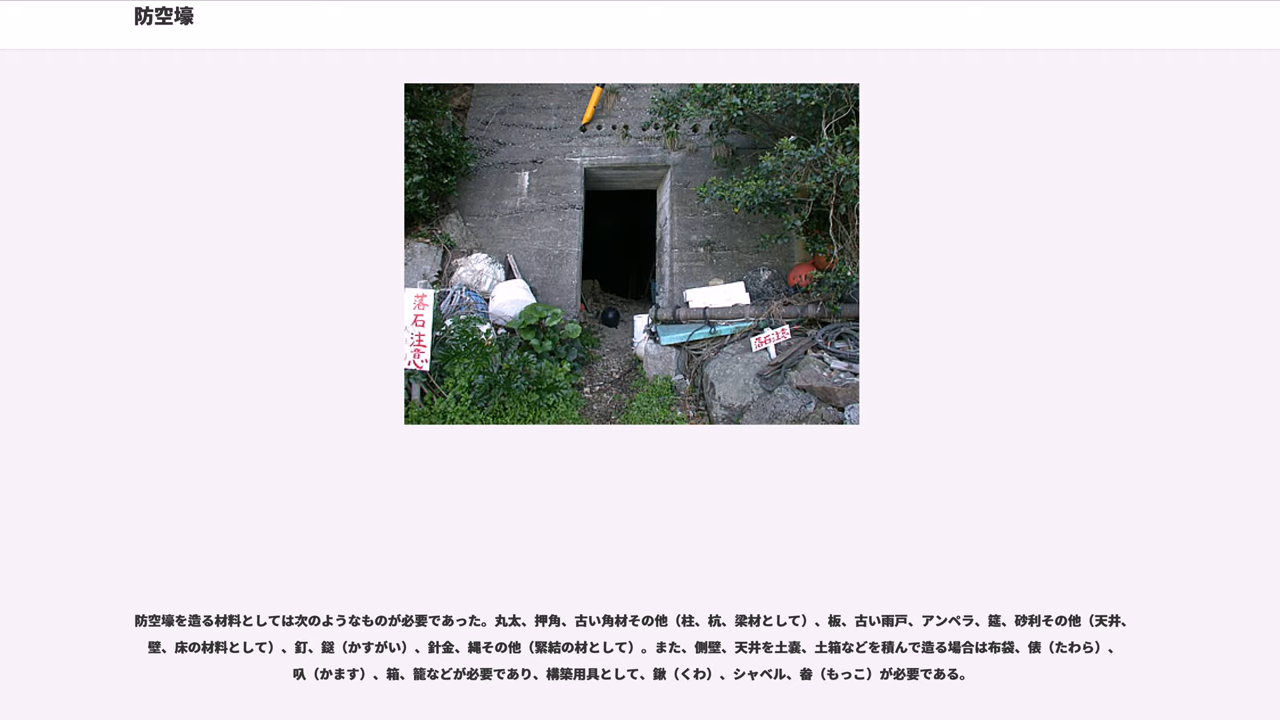 防空壕
落石注意
落石注意
防空壕を造る材料としては次のようなものが必要であった。丸太、押角、古い角材その他（柱、杭、梁材として）、板、古い雨戸、アンペラ、筵、砂利その他（天井、
壁、床の材料として）、釘、鎹（かすがい）、針金、縄その他（緊結の材として）。また、側壁、天井を土嚢、土箱などを積んで造る場合は布袋、俵（たわら）、
叺（かます）、箱、籠などが必要であり、構築用具として、鍬（くわ）、シャベル、畚（もっこ）が必要である。